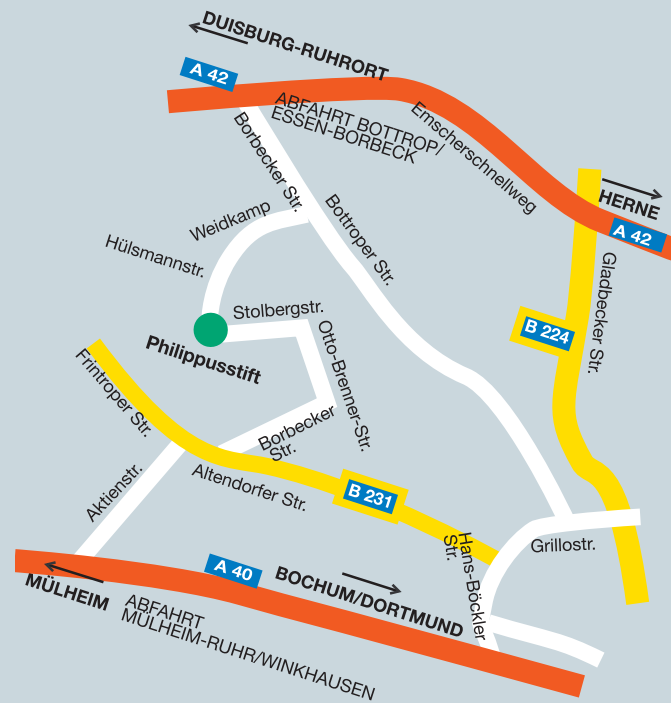 DUISBURG-RUHRORT
A 42
ABFAHRT BOTTROP/
ESSEN-BORBECK
Emscherschnellweg
HERNE
A 42
Borbecker Str.
Weidkamp
Bottroper Str.
Hülsmannstr.
Gladbecker Str.
Stolbergstr.
B 224
Philippusstift
Otto-Brenner-Str.
Frintroper Str.
Borbecker
Str.
Aktienstr.
Altendorfer Str.
B 231
Hans-Böckler
Str.
Grillostr.
A 40
BOCHUM/DORTMUND
MÜLHEIM
ABFAHRT
MÜLHEIM-RUHR/WINKHAUSEN